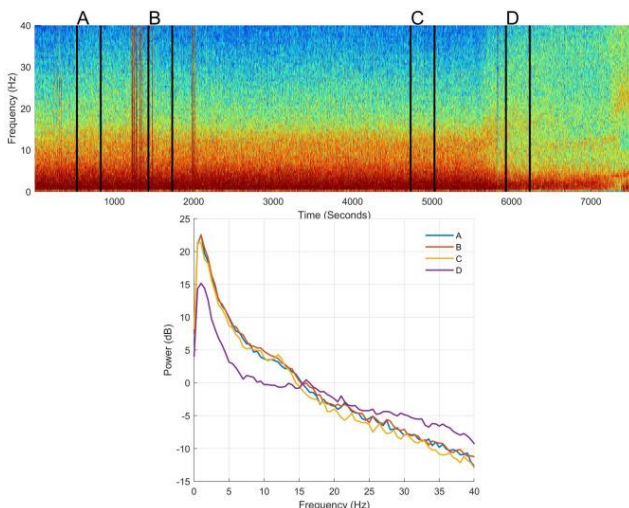 A B C D
40
30
20
10
0
Frequency (Hz)
1000 2000 3000 4000 5000 6000 7000
Time (Seconds)
25
20
15
10
5
0
-5
-10
-15
Power (dB)
A
B
C
D
0 5 10 15 20 25 30 35 40
Frequency (Hz)